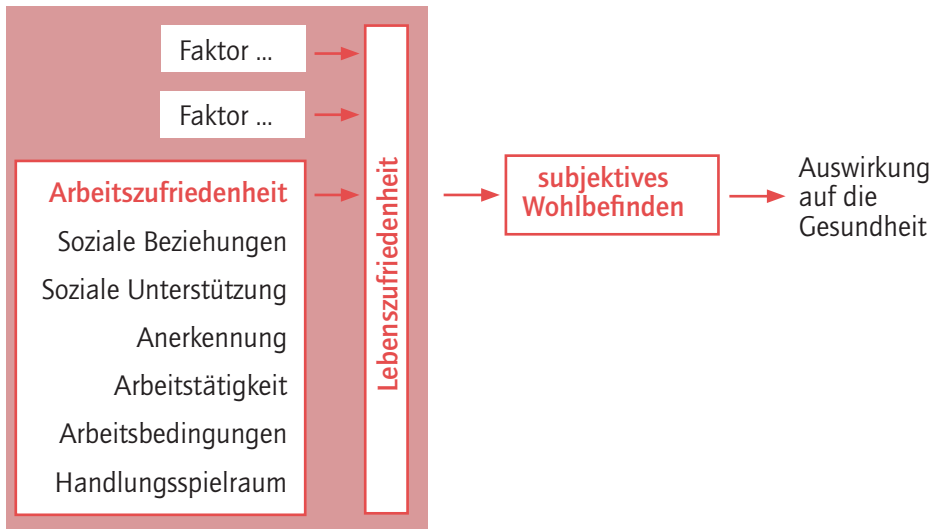 Faktor ...
Faktor ...
Arbeitszufriedenheit
Soziale Beziehungen
Soziale Unterstützung
Anerkennung
Arbeitstätigkeit
Arbeitsbedingungen
Handlungsspielraum
Lebenszufriedenheit
subjektives
Wohlbefinden
Auswirkung
auf die
Gesundheit